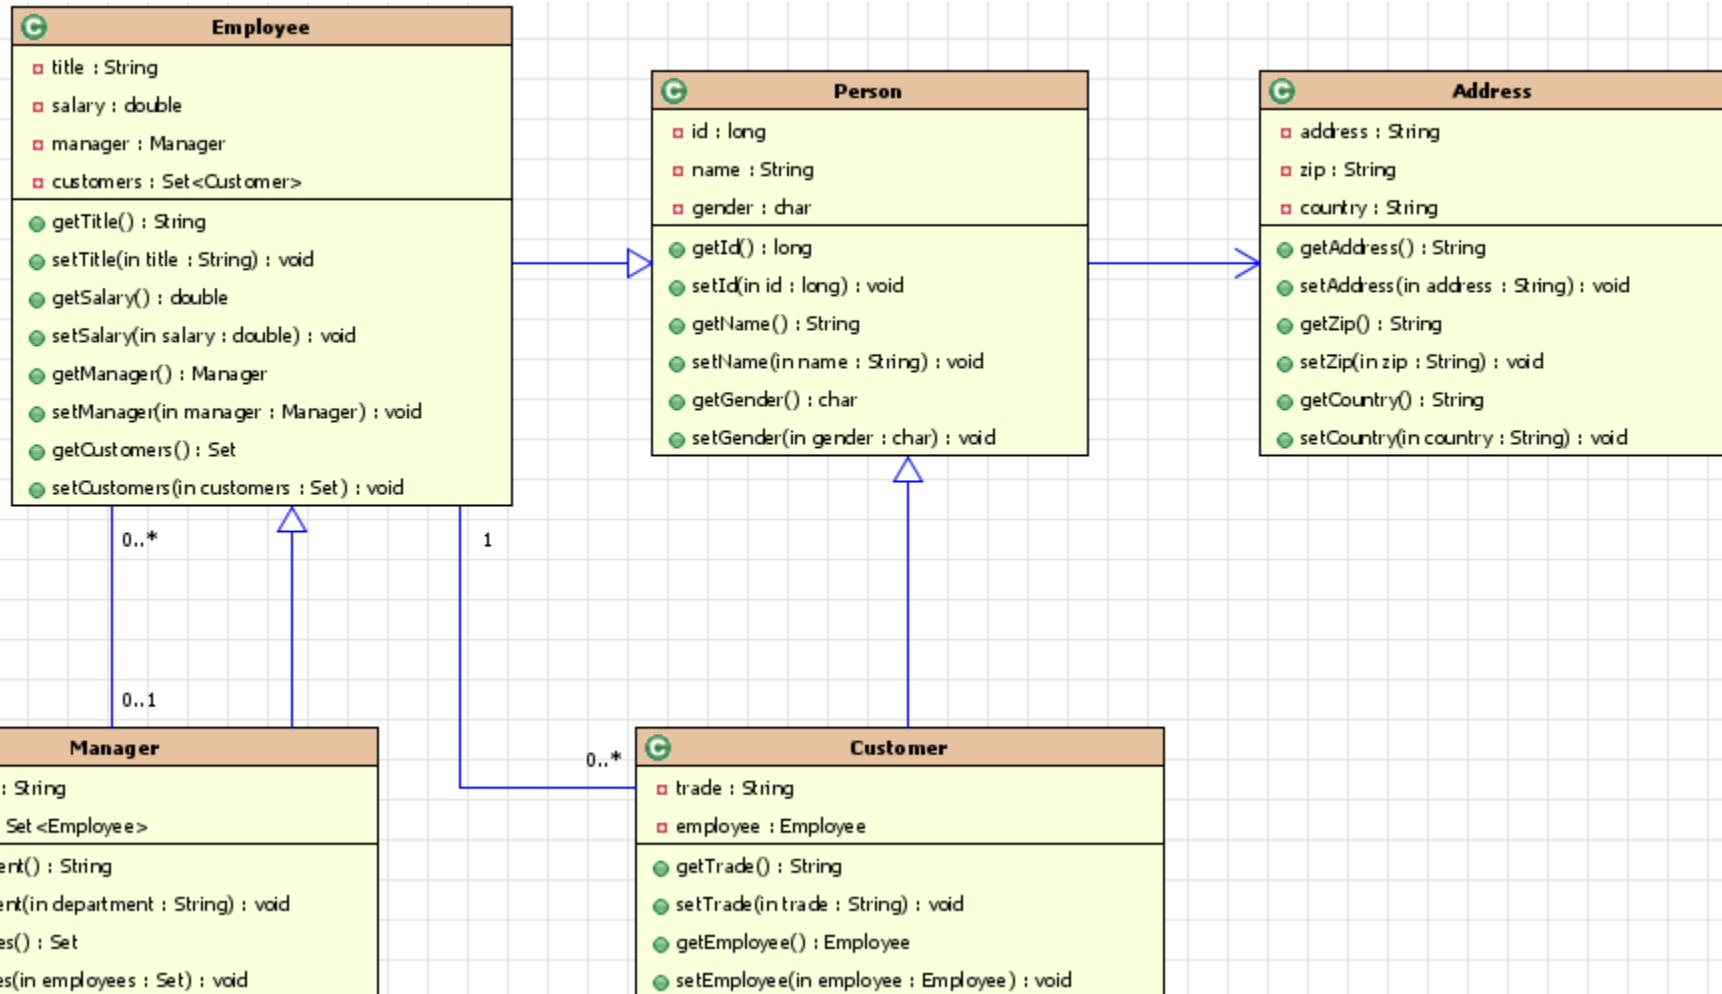 Employee
title : String
salary : double
manager : Manager
customers : Set<Customer>
getTitle() : String
setTitle(in title : String) : void
getSalary() : double
setSalary(in salary : double) : void
getManager() : Manager
setManager(in manager : Manager) : void
getCustomers() : Set
setCustomers(in customers : Set) : void
Person
id : long
name : String
gender : char
getId() : long
setId(in id : long) : void
getName() : String
setName(in name : String) : void
getGender() : char
setGender(in gender : char) : void
Address
address : String
zip : String
country : String
getAddress() : String
setAddress(in address : String) : void
getZip() : String
setZip(in zip : String) : void
getCountry() : String
setCountry(in country : String) : void
0..*
1
0..1
0..*
Manager
: String
Set<Employee>
ent() : String
ent(in department : String) : void
es() : Set
es(in employees : Set) : void
Customer
trade : String
employee : Employee
getTrade() : String
setTrade(in trade : String) : void
getEmployee() : Employee
setEmployee(in employee : Employee) : void